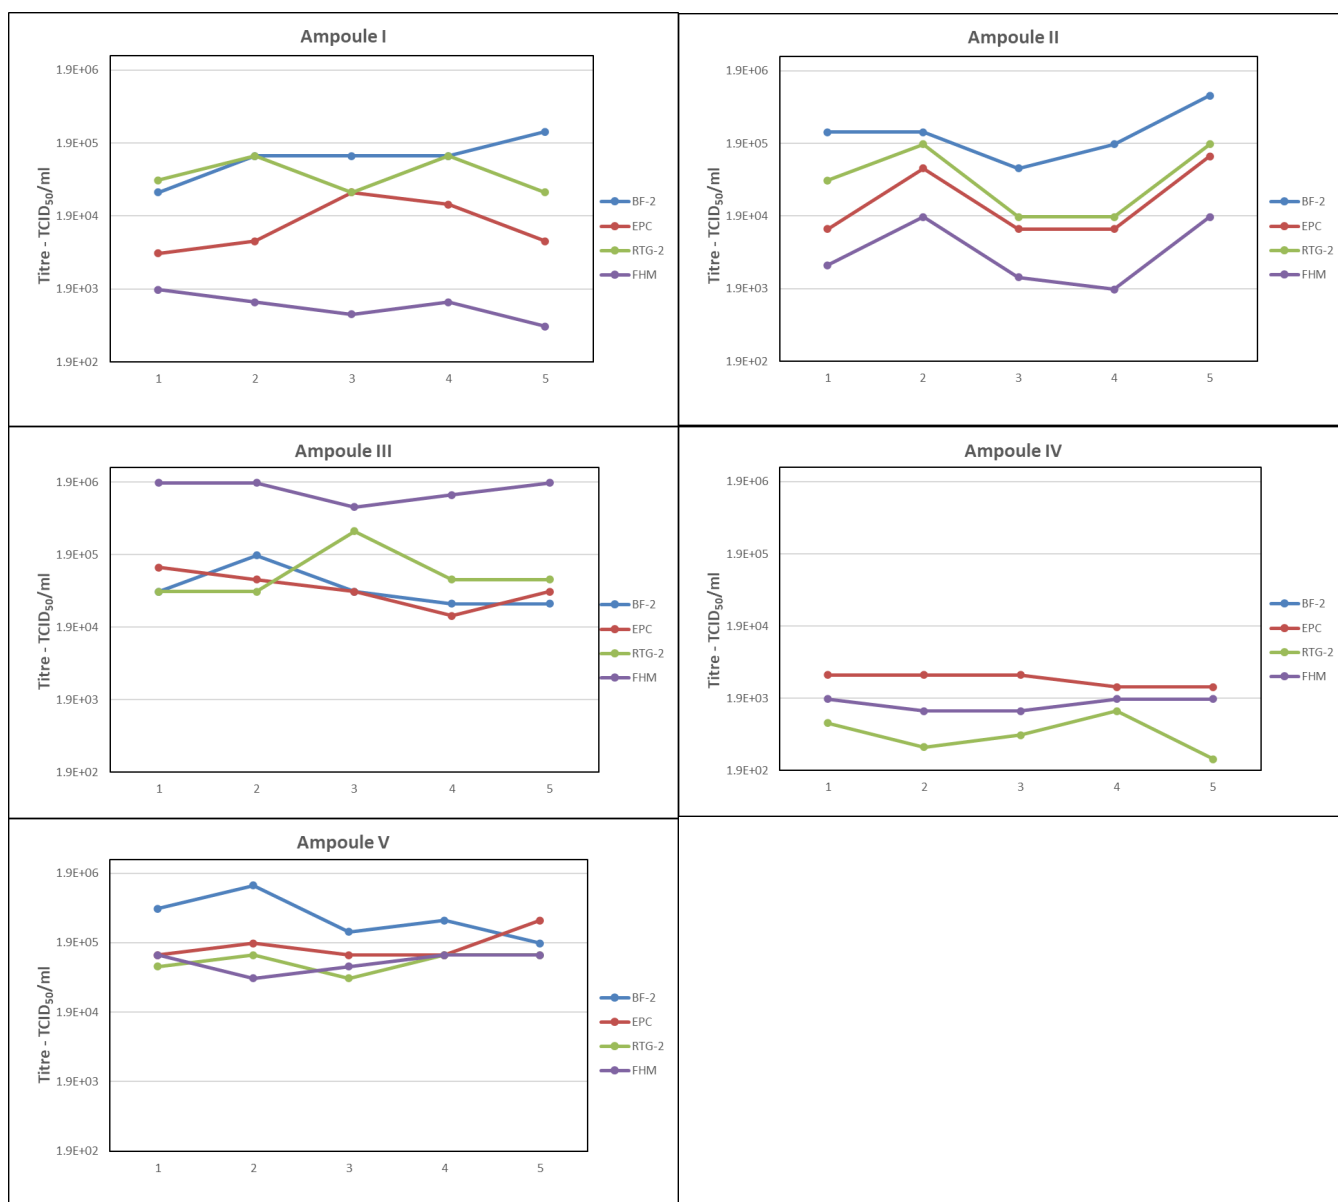 Ampoule I
Titre - TCID50/ml
1.9E+06
1.9E+05
1.9E+04
1.9E+03
1.9E+02
1 2 3 4 5
BF-2
EPC
RTG-2
FHM
Ampoule II
Titre - TCID50/ml
1.9E+06
1.9E+05
1.9E+04
1.9E+03
1.9E+02
1 2 3 4 5
BF-2
EPC
RTG-2
FHM
Ampoule III
Titre - TCID50/ml
1.9E+06
1.9E+05
1.9E+04
1.9E+03
1.9E+02
1 2 3 4 5
BF-2
EPC
RTG-2
FHM
Ampoule IV
Titre - TCID50/ml
1.9E+06
1.9E+05
1.9E+04
1.9E+03
1.9E+02
1 2 3 4 5
BF-2
EPC
RTG-2
FHM
Ampoule V
Titre - TCID50/ml
1.9E+06
1.9E+05
1.9E+04
1.9E+03
1.9E+02
1 2 3 4 5
BF-2
EPC
RTG-2
FHM